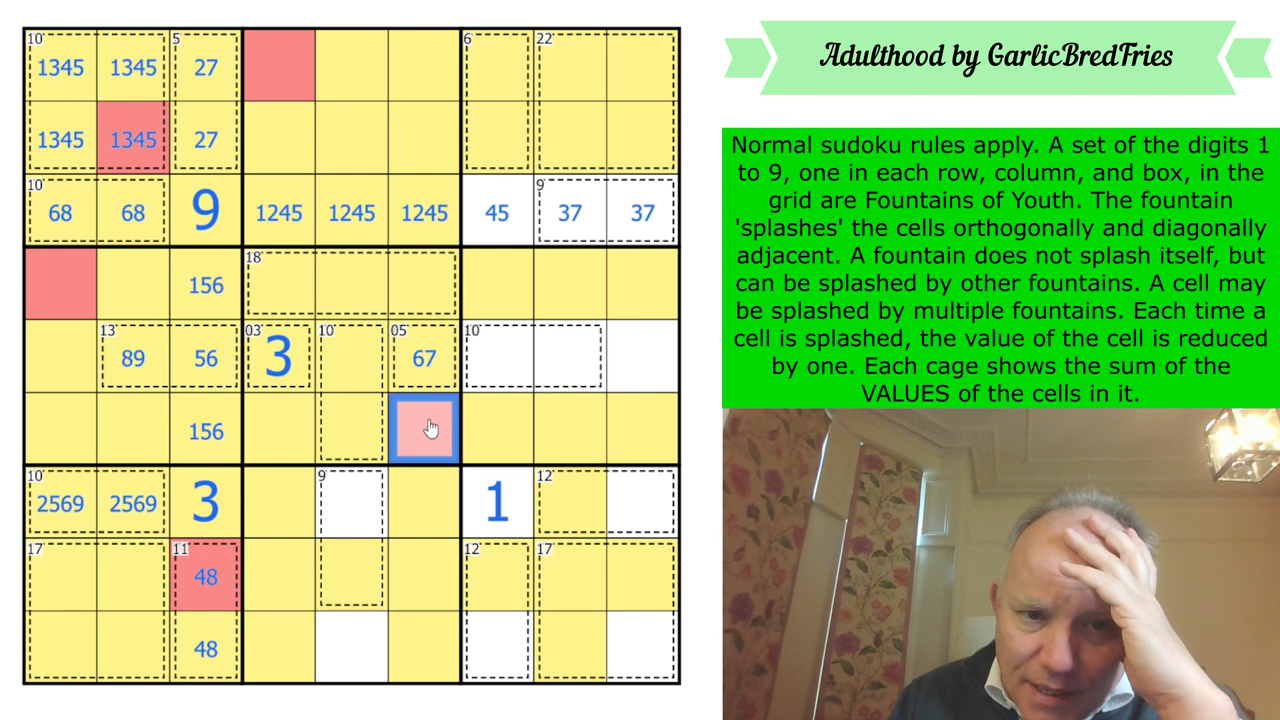 Adulthood by GarlicBredFries
Normal sudoku rules apply. A set of the digits 1
to 9, one in each row, column, and box, in the
grid are Fountains of Youth. The fountain
'splashes' the cells orthogonally and diagonally
adjacent. A fountain does not splash itself, but
can be splashed by other fountains. A cell may
be splashed by multiple fountains. Each time a
cell is splashed, the value of the cell is reduced
by one. Each cage shows the sum of the
VALUES of the cells in it.
10 5 6 22
1345 1345 27
1345 1345 27
10 9
68 68 9 1245 1245 1245 45 37 37
18
156
13 03 10 05 10
89 56 3 67
156
10 9 12
2569 2569 3 1
17 11 12 17
48
48